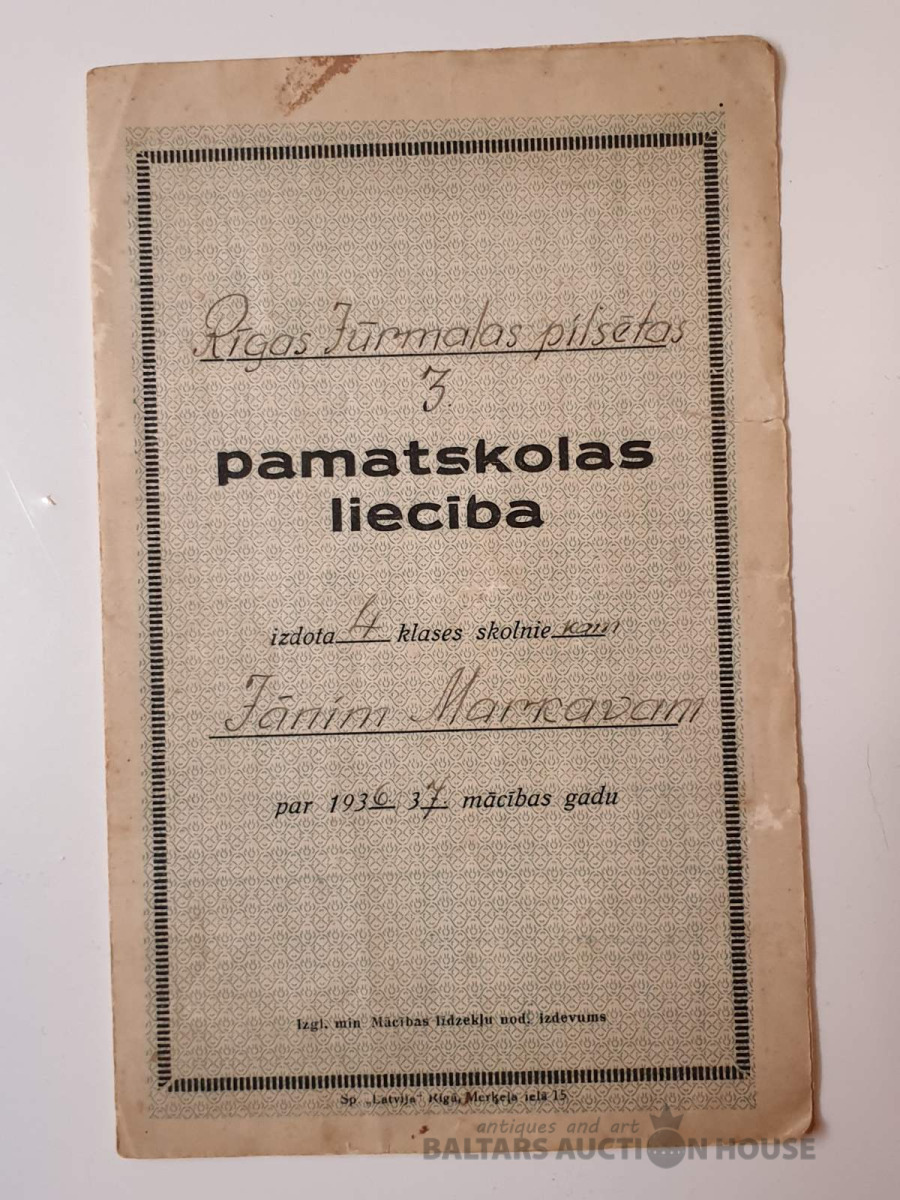 Rīgas Jūrmalas pilsētas
3.
pamatskolas
liecība
izdota 4 klases skolniekam
Jānim Markavam
par 1936. 37. mācības gadu
Izgl. min Mācības līdzekļu nod. izdevums
Sp. „Latvija" Rīgā, Merķeļa ielā 15
antiques and art
BALTARS AUCTION HOUSE